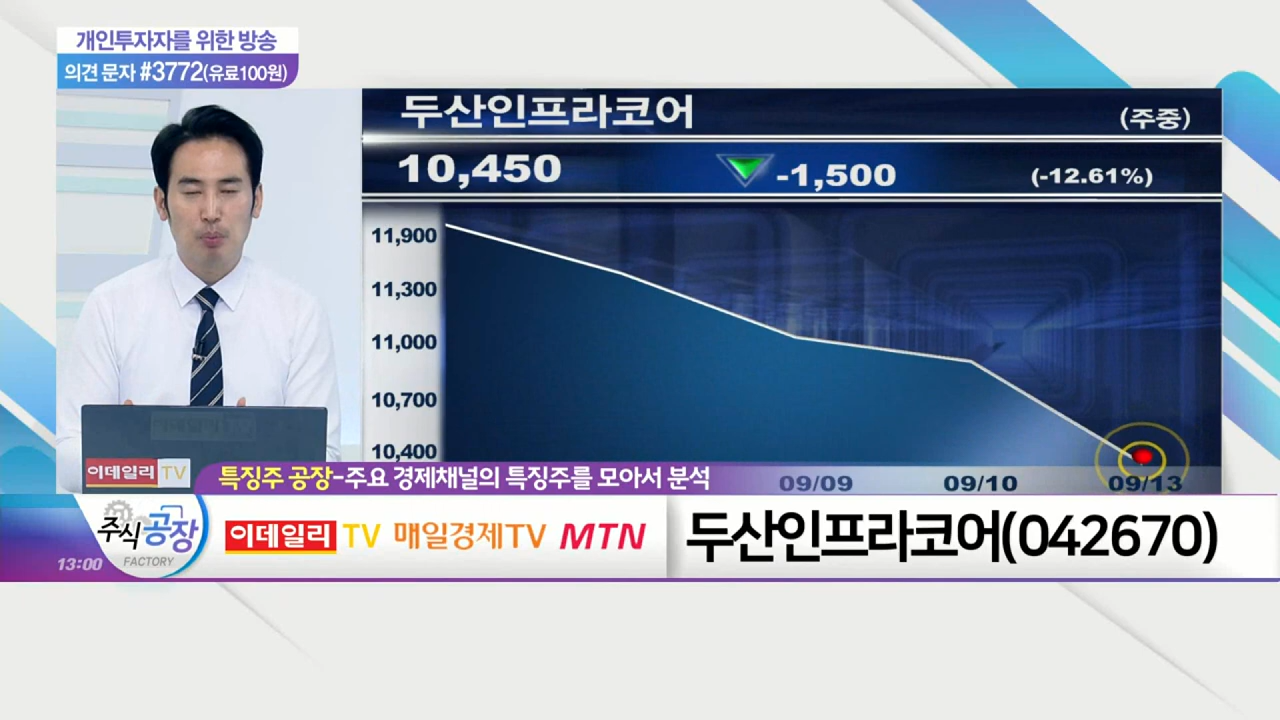 개인투자자를 위한 방송
의견 문자 #3772(유료100원)
두산인프라코어 (주중)
10,450 -1,500 (-12.61%)
11,900
11,300
11,000
10,700
10,400
09/09 09/10 09/13
이데일리 TV
특징주 공장-주요 경제채널의 특징주를 모아서 분석
주식공장
FACTORY
13:00
이데일리 TV 매일경제TV MTN
두산인프라코어(042670)